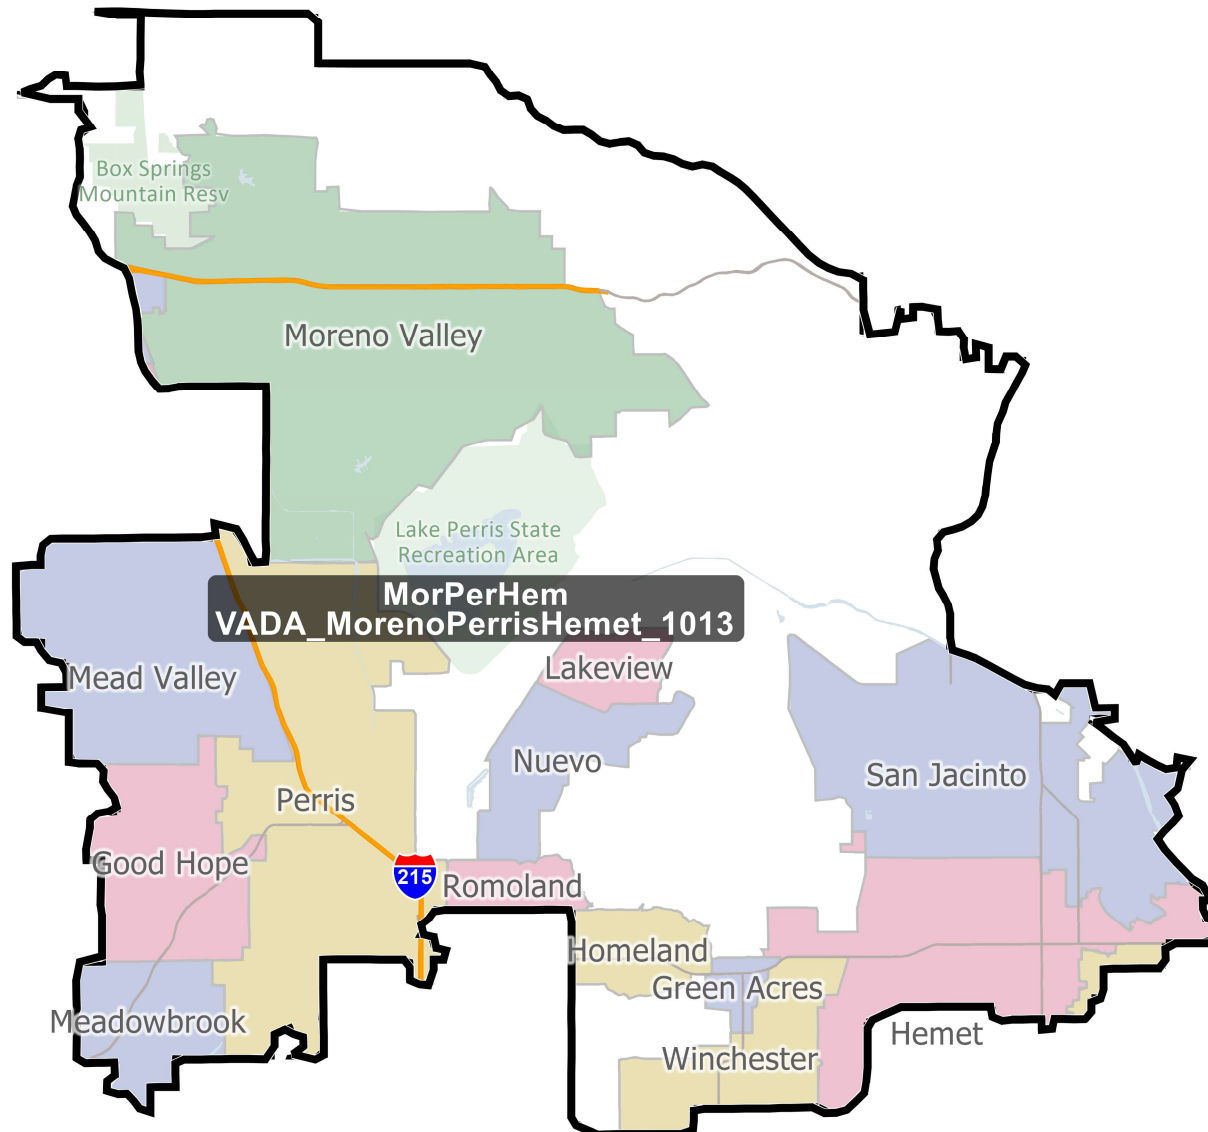 Box Springs
Mountain Resv
Moreno Valley
Lake Perris State
Recreation Area
MorPerHem
VADA_MorenoPerrisHemet_1013
Lakeview
Mead Valley
Nuevo
San Jacinto
Perris
Good Hope
215
Romoland
Homeland
Green Acres
Meadowbrook
Hemet
Winchester